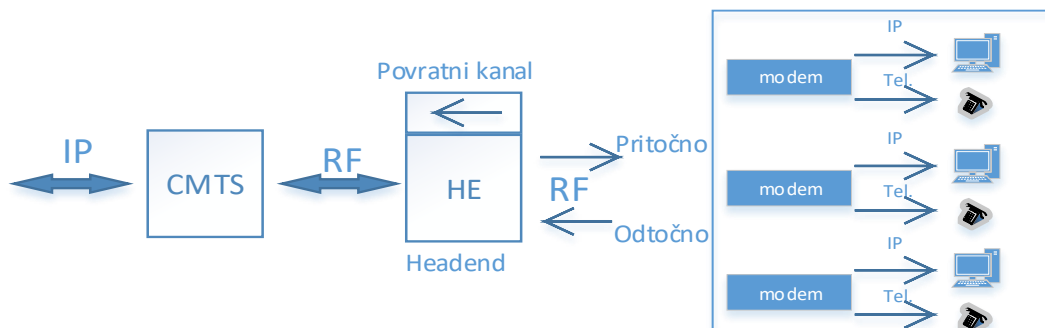 Povratni kanal
IP
CMTS
RF
HE
Headend
Pritočno
RF
Odtočno
modem
IP
Tel.
modem
IP
Tel.
modem
IP
Tel.